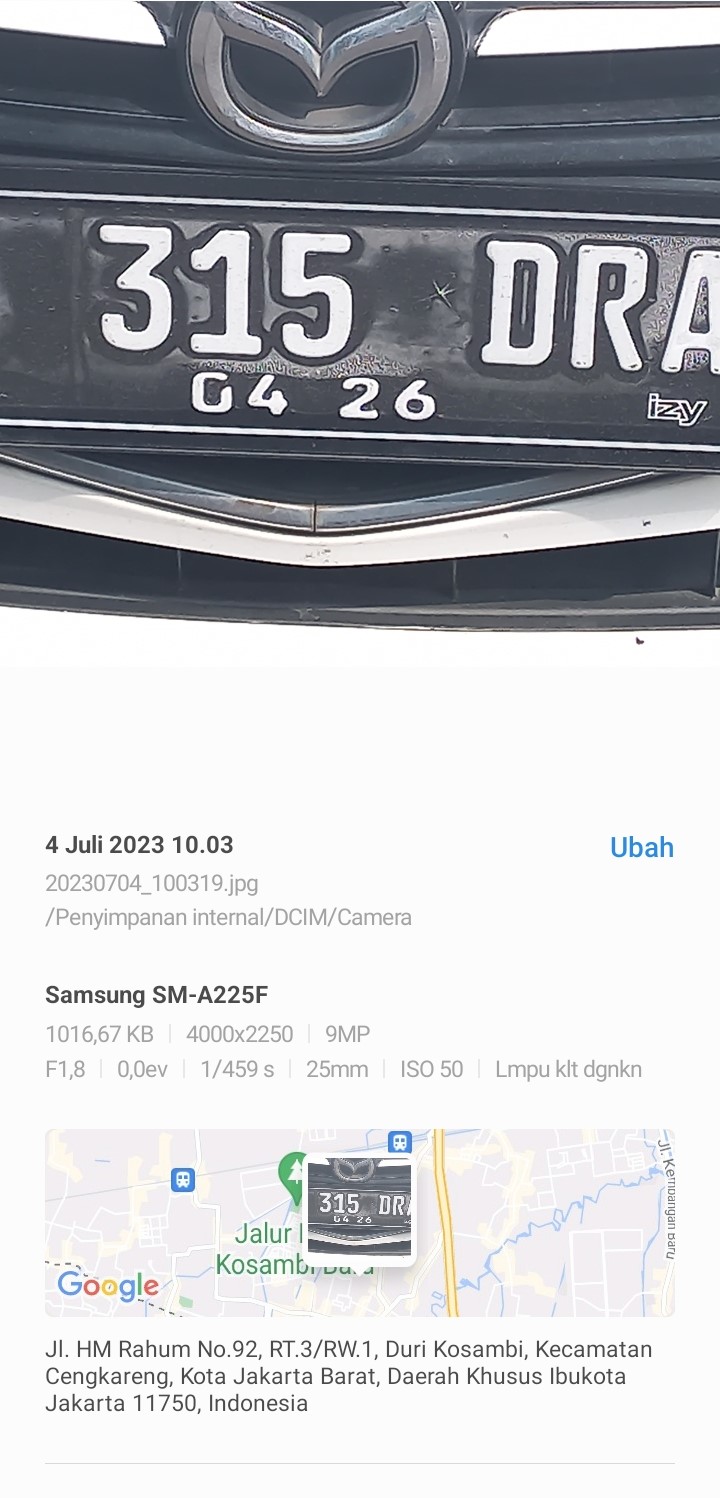 315 DRA
04 26
izy
4 Juli 2023 10.03
Ubah
20230704_100319.jpg
/Penyimpanan internal/DCIM/Camera
Samsung SM-A225F
1016,67 KB | 4000x2250 | 9MP
F1,8 | 0,0ev | 1/459 s | 25mm | ISO 50 | Lmpu klt dgnkn
Jl. Kembangan Baru
315 DRA
04 26
Jalur
Kosambi
Google
Jl. HM Rahum No.92, RT.3/RW.1, Duri Kosambi, Kecamatan
Cengkareng, Kota Jakarta Barat, Daerah Khusus Ibukota
Jakarta 11750, Indonesia